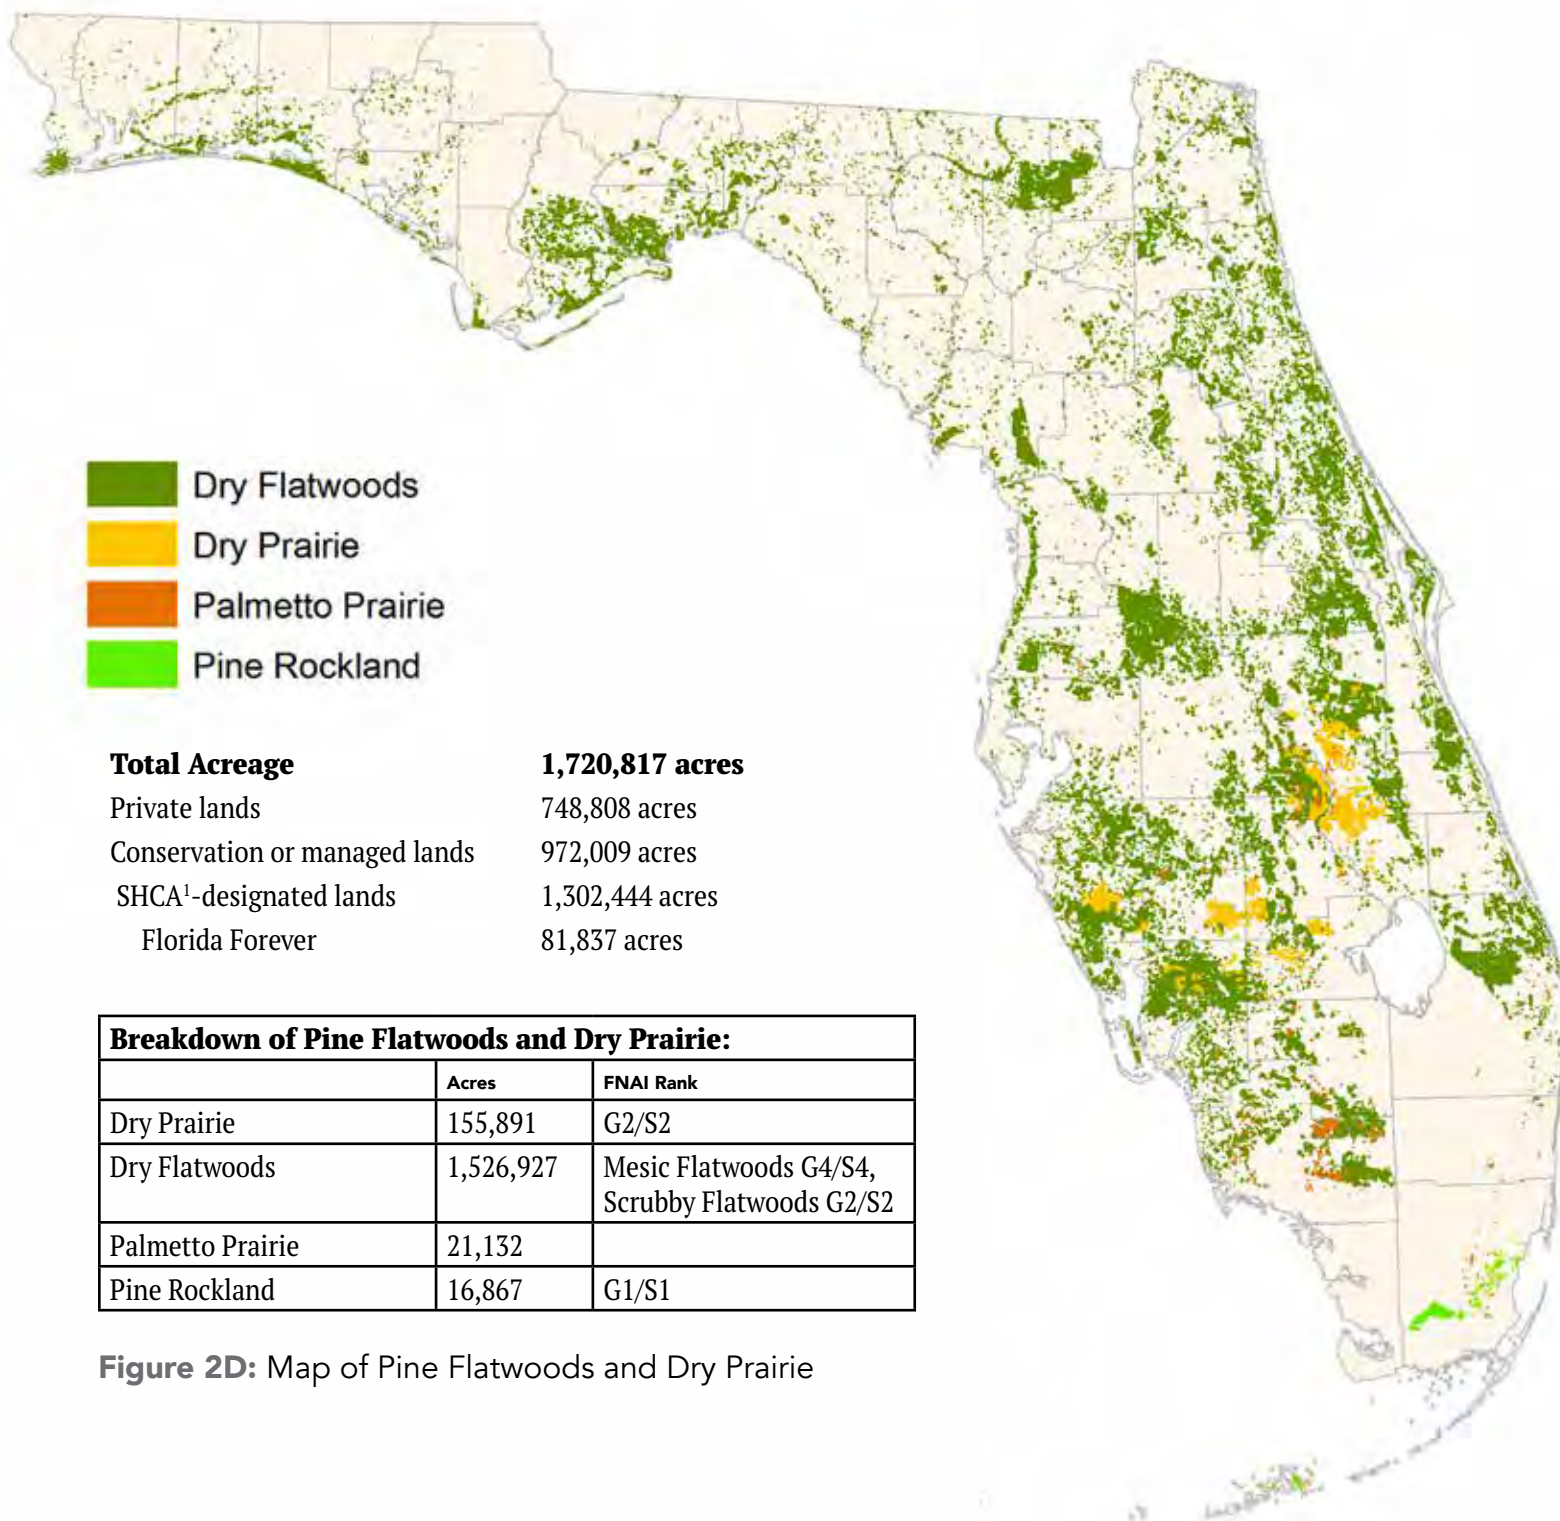 Dry Flatwoods
Dry Prairie
Palmetto Prairie
Pine Rockland
Total Acreage 1,720,817 acres
Private lands 748,808 acres
Conservation or managed lands 972,009 acres
SHCA¹-designated lands 1,302,444 acres
Florida Forever 81,837 acres
Breakdown of Pine Flatwoods and Dry Prairie:
Acres FNAI Rank
Dry Prairie 155,891 G2/S2
Dry Flatwoods 1,526,927 Mesic Flatwoods G4/S4,
Scrubby Flatwoods G2/S2
Palmetto Prairie 21,132
Pine Rockland 16,867 G1/S1
Figure 2D: Map of Pine Flatwoods and Dry Prairie